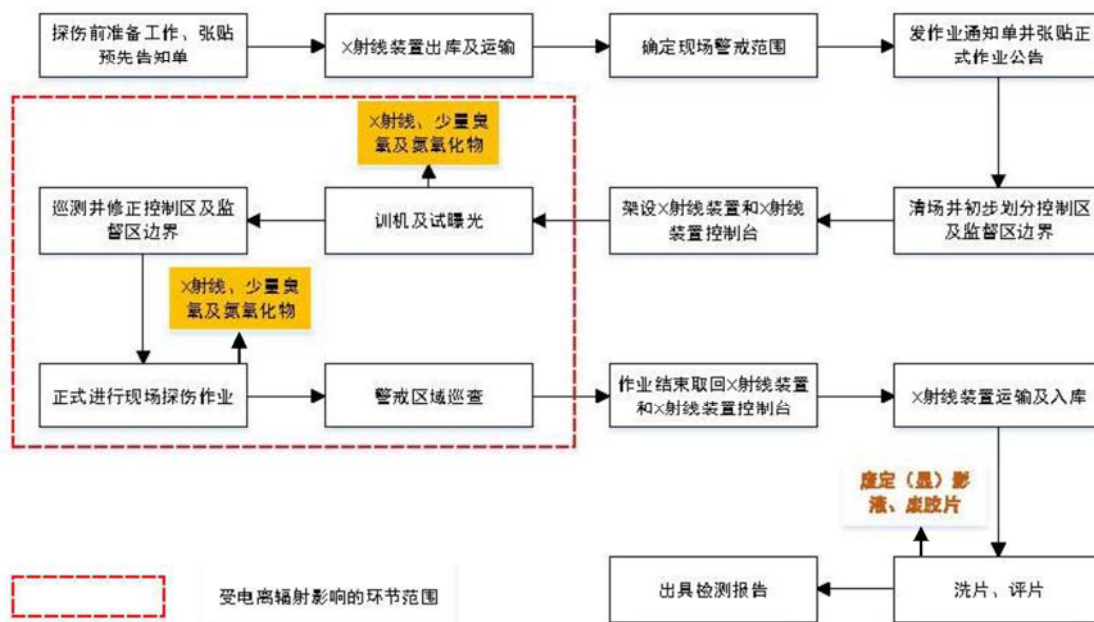 探伤前准备工作、张贴
预先告知单
X射线装置出库及运输
确定现场警戒范围
发作业通知单并张贴正
式作业公告
X射线、少量臭
氧及氮氧化物
巡测并修正控制区及监
督区边界
训机及试曝光
架设X射线装置和X射线
装置控制台
清场并初步划分控制区
及监督区边界
X射线、少量臭
氧及氮氧化物
正式进行现场探伤作业
警戒区域巡查
作业结束取回X射线装置
和X射线装置控制台
X射线装置运输及入库
废定（显）影
液、废胶片
受电离辐射影响的环节范围
出具检测报告
洗片、评片